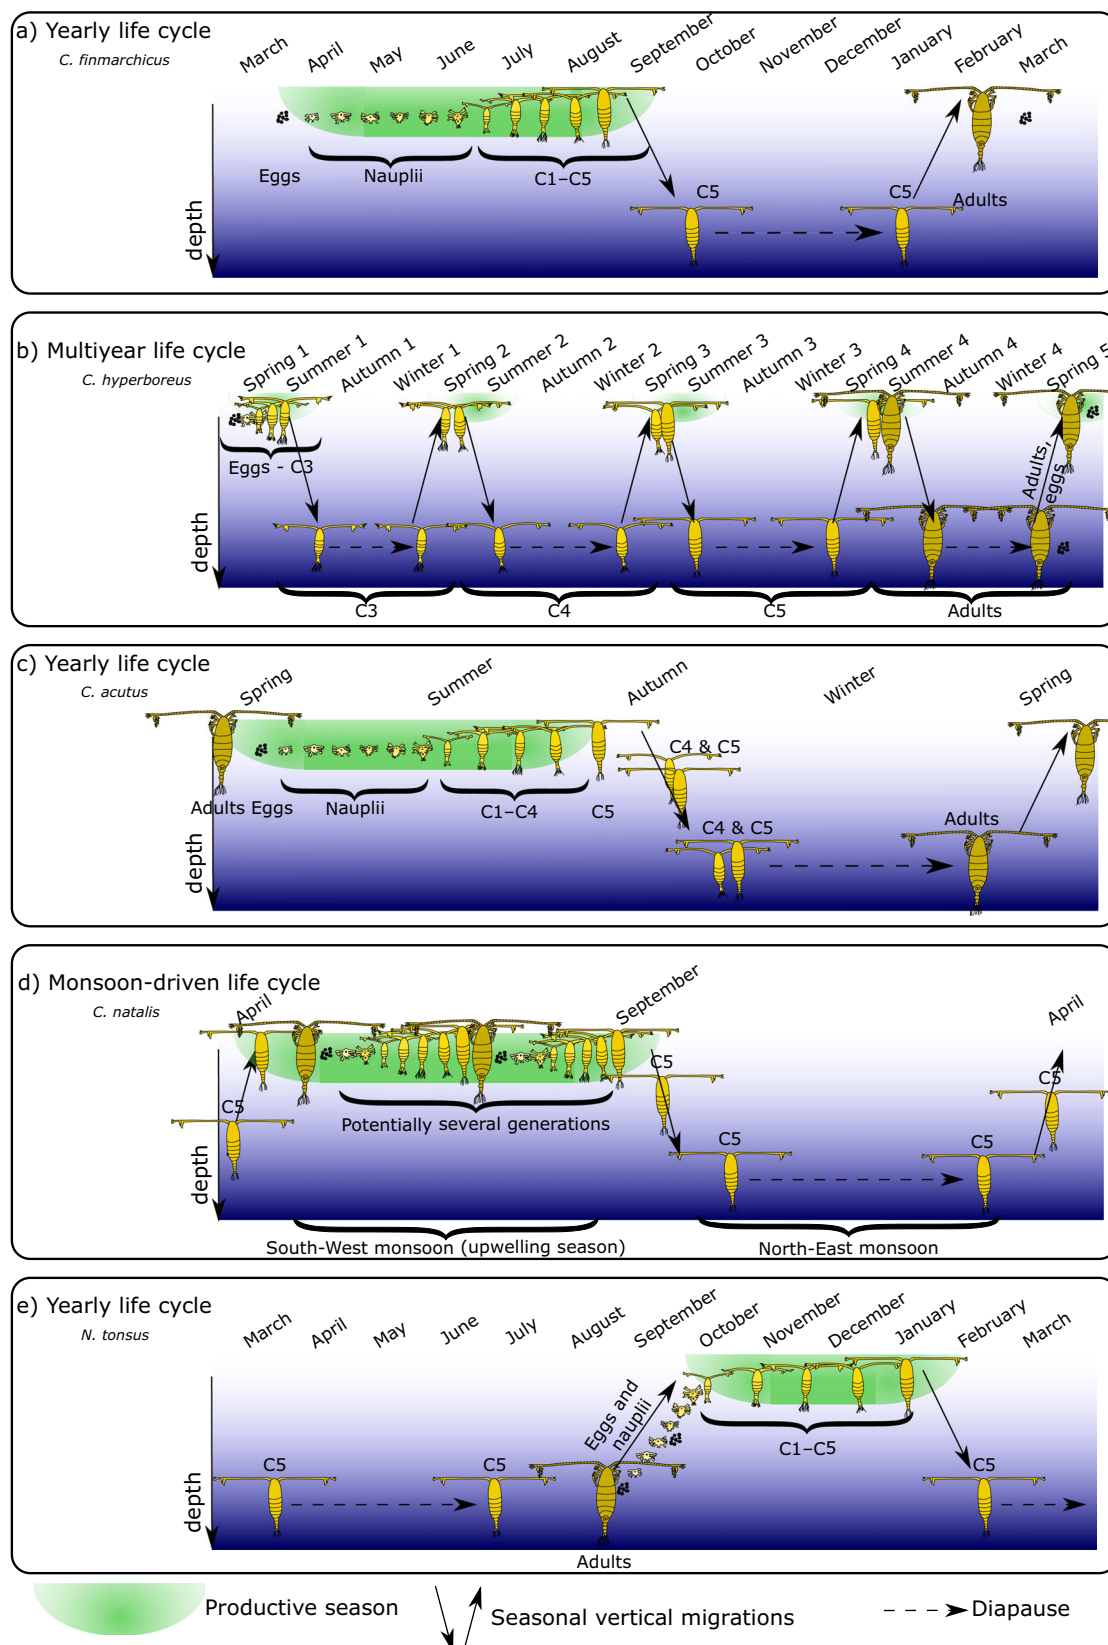 a) Yearly life cycle
C. finmarchicus
March April May June July August September October November December January February March
Eggs
Nauplii
C1–C5
C5
C5
Adults
depth
b) Multiyear life cycle
C. hyperboreus
Spring 1 Summer 1 Autumn 1 Winter 1 Spring 2 Summer 2 Autumn 2 Winter 2 Spring 3 Summer 3 Autumn 3 Winter 3 Spring 4 Summer 4 Autumn 4 Winter 4 Spring 5
Eggs - C3
Adults,
eggs
depth
C3
C4
C5
Adults
c) Yearly life cycle
C. acutus
Spring Summer Autumn Winter Spring
C4 & C5
Adults Eggs
Nauplii
C1–C4
C5
C4 & C5
Adults
depth
d) Monsoon-driven life cycle
C. natalis
April September April
C5
C5
C5
C5
C5
Potentially several generations
depth
South-West monsoon (upwelling season)
North-East monsoon
e) Yearly life cycle
N. tonsus
March April May June July August September October November December January February March
Eggs and
nauplii
C1–C5
C5
C5
C5
depth
Adults
Productive season
Seasonal vertical migrations
Diapause